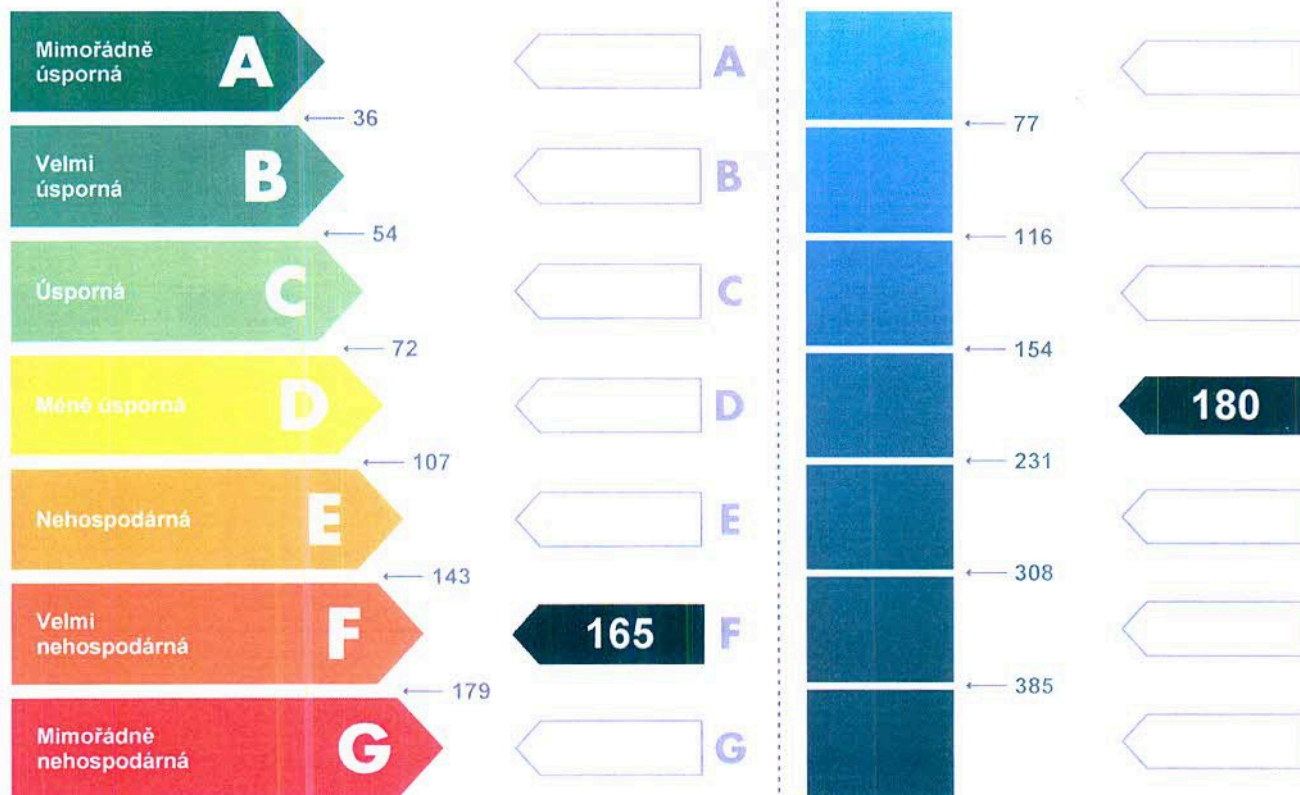 Mimořádně
úsporná
A
A
36
77
Velmi
úsporná
B
B
54
116
Úsporná
C
C
72
154
Méně úsporná
D
D
180
107
231
Nehospodárná
E
E
143
308
Velmi
nehospodárná
F
165
F
179
385
Mimořádně
nehospodárná
G
G